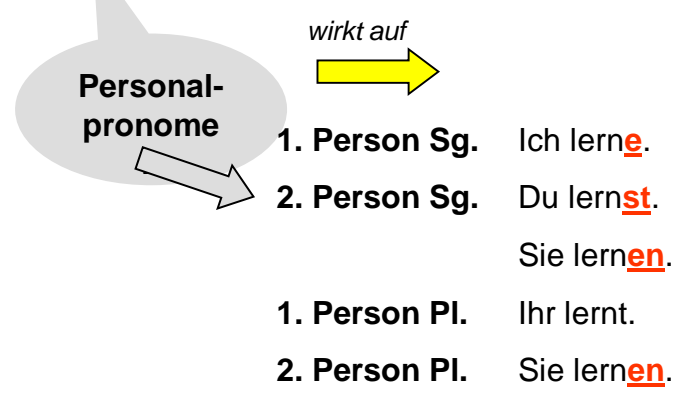 wirkt auf
Personal-
pronome
1. Person Sg. Ich lerne.
2. Person Sg. Du lernst.
Sie lernen.
1. Person Pl. Ihr lernt.
2. Person Pl. Sie lernen.